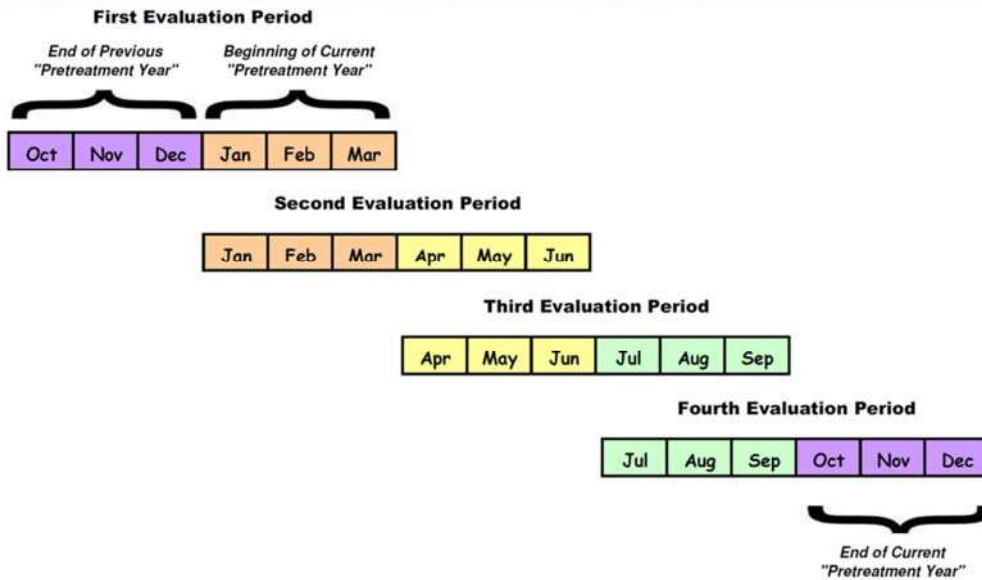 First Evaluation Period
End of Previous
"Pretreatment Year"
Beginning of Current
"Pretreatment Year"
Oct Nov Dec Jan Feb Mar
Second Evaluation Period
Jan Feb Mar Apr May Jun
Third Evaluation Period
Apr May Jun Jul Aug Sep
Fourth Evaluation Period
Jul Aug Sep Oct Nov Dec
End of Current
"Pretreatment Year"